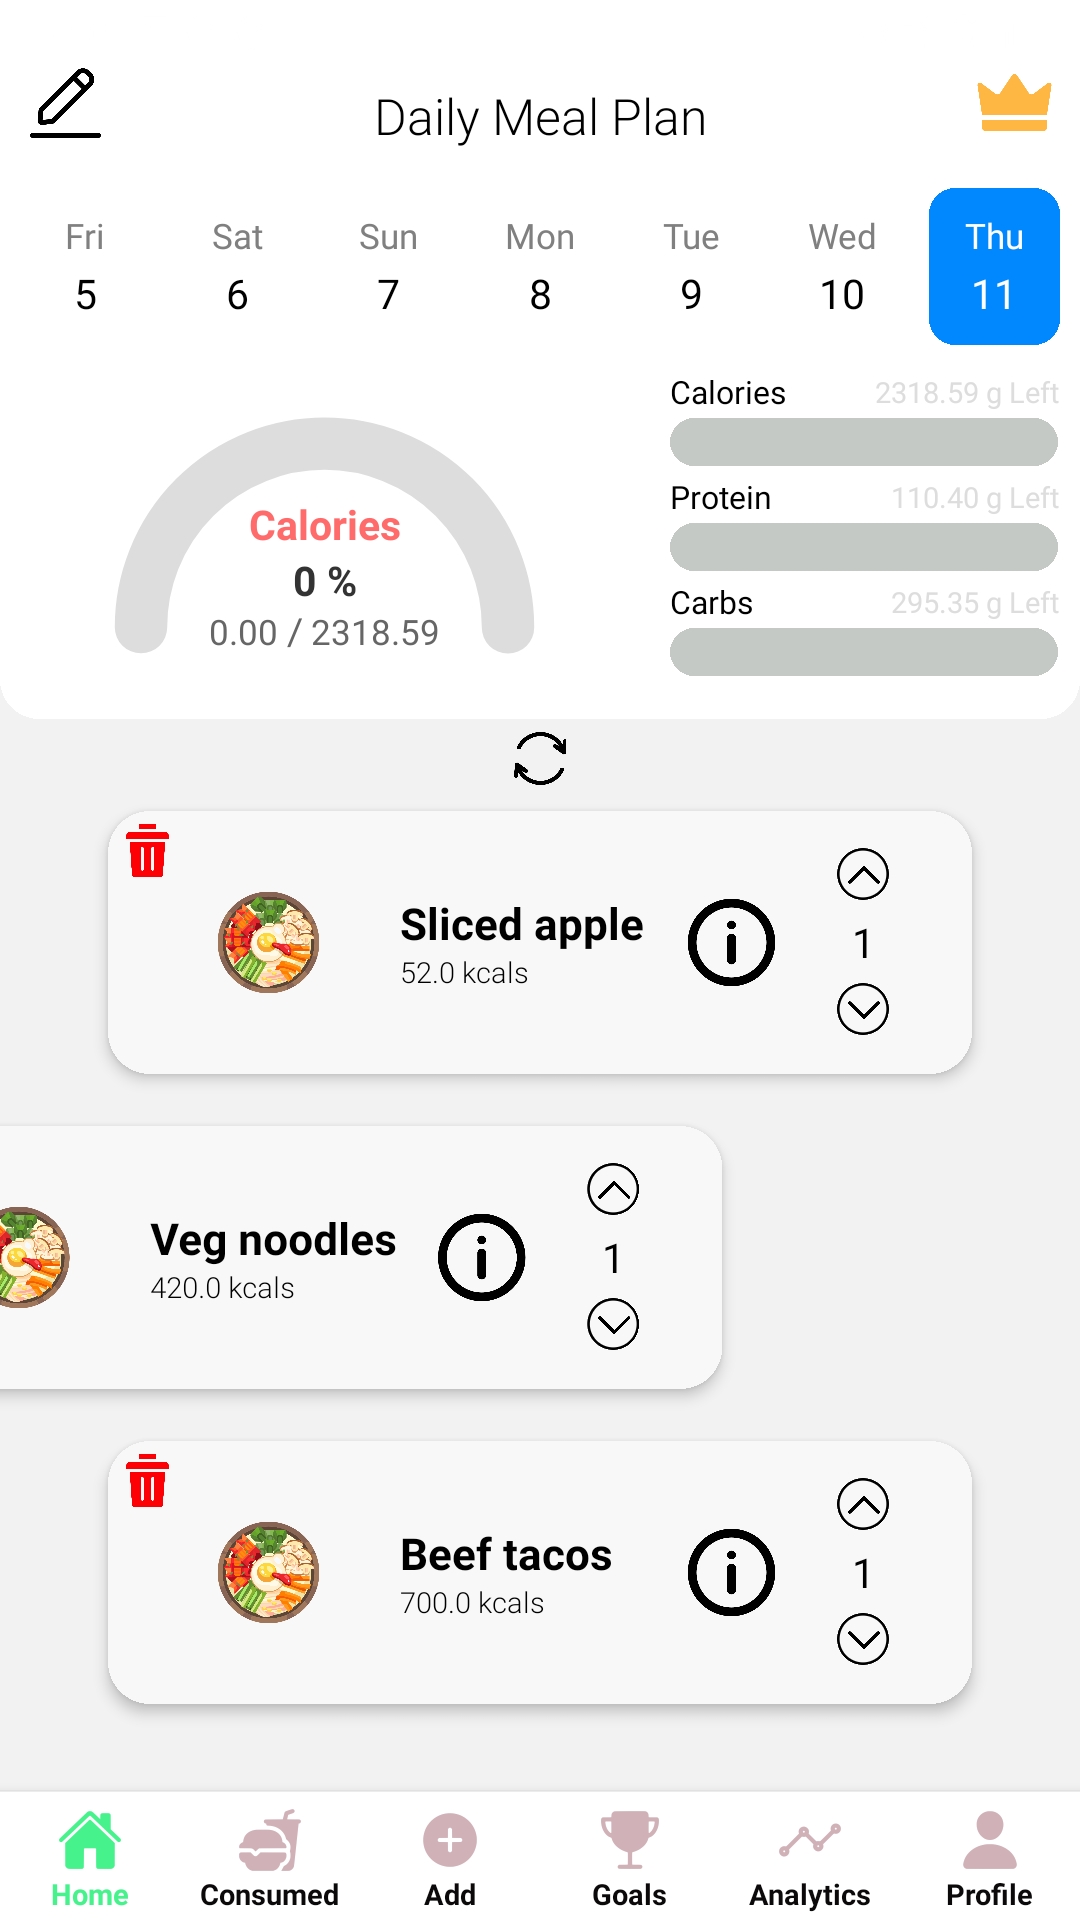 Daily Meal Plan
Fri Sat Sun Mon Tue Wed Thu
5 6 7 8 9 10 11
Calories 2318.59 g Left
Protein 110.40 g Left
Carbs 295.35 g Left
Calories
0 %
0.00 / 2318.59
Sliced apple
52.0 kcals
1
Veg noodles
420.0 kcals
1
Beef tacos
700.0 kcals
1
Home Consumed Add Goals Analytics Profile